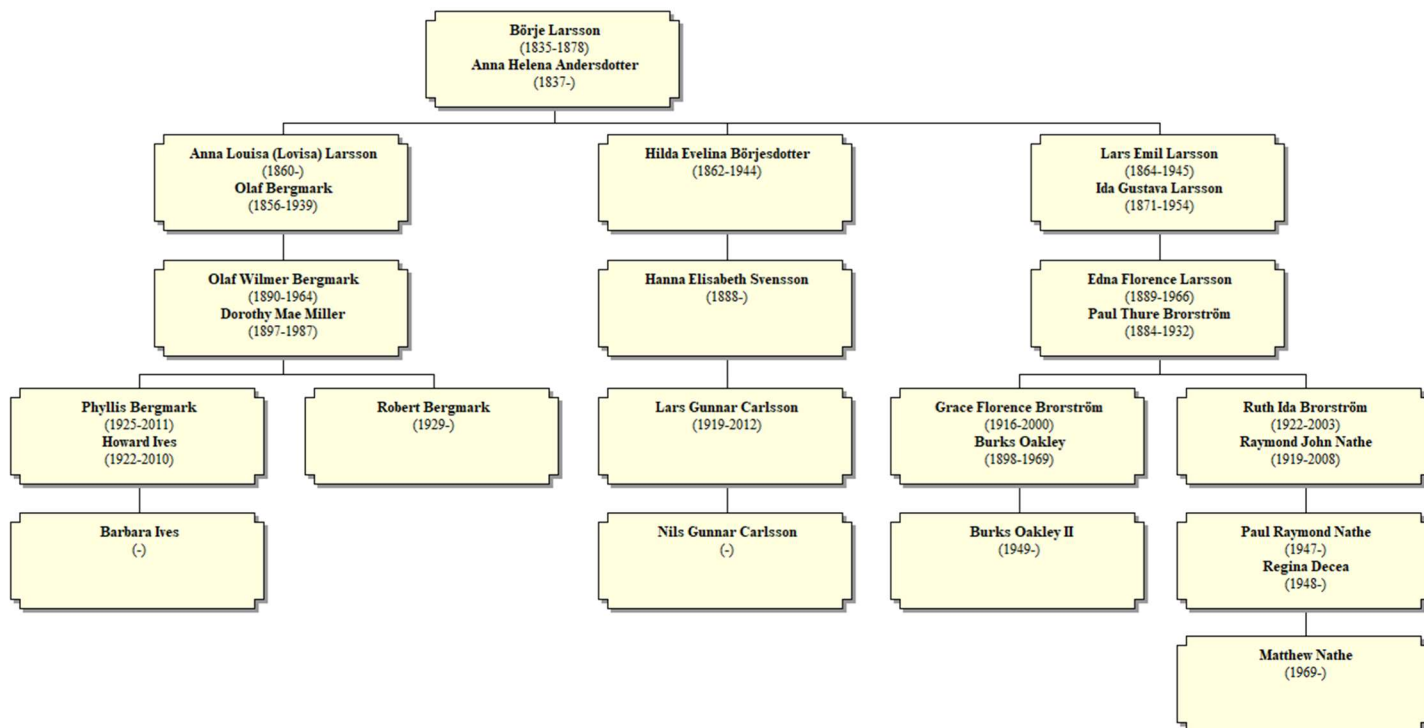 Börje Larsson
(1835-1878)
Anna Helena Andersdotter
(1837-)
Anna Louisa (Lovisa) Larsson
(1860-)
Olaf Bergmark
(1856-1939)
Hilda Evelina Börjesdotter
(1862-1944)
Lars Emil Larsson
(1864-1945)
Ida Gustava Larsson
(1871-1954)
Olaf Wilmer Bergmark
(1890-1964)
Dorothy Mae Miller
(1897-1987)
Hanna Elisabeth Svensson
(1888-)
Edna Florence Larsson
(1889-1966)
Paul Thure Brorström
(1884-1932)
Phyllis Bergmark
(1925-2011)
Howard Ives
(1922-2010)
Robert Bergmark
(1929-)
Lars Gunnar Carlsson
(1919-2012)
Grace Florence Brorström
(1916-2000)
Burks Oakley
(1898-1969)
Ruth Ida Brorström
(1922-2003)
Raymond John Nathe
(1919-2008)
Barbara Ives
(-)
Nils Gunnar Carlsson
(-)
Burks Oakley II
(1949-)
Paul Raymond Nathe
(1947-)
Regina Decea
(1948-)
Matthew Nathe
(1969-)